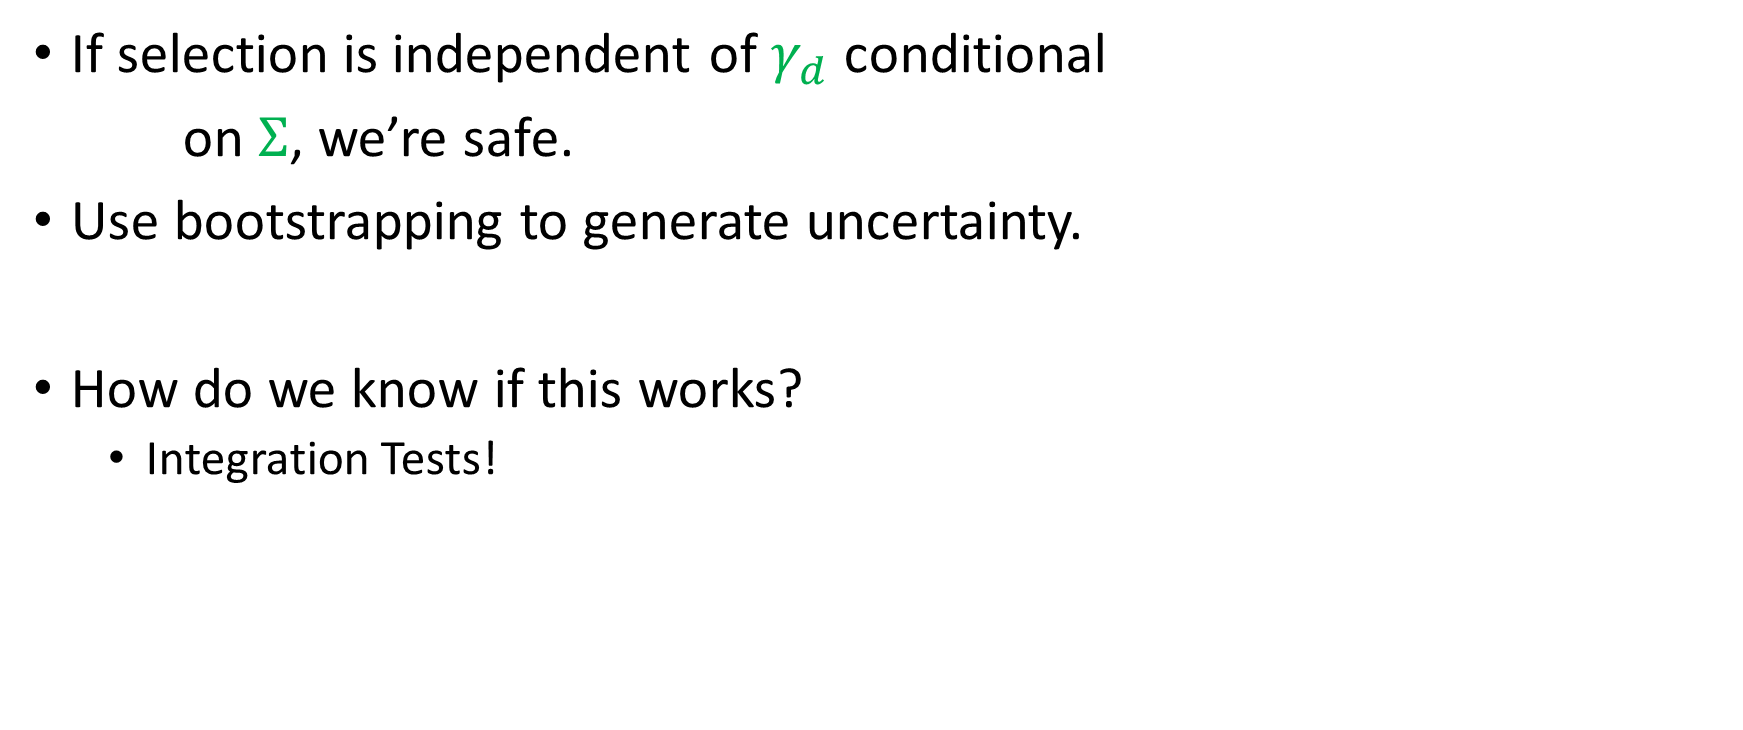 • If selection is independent of γ_d conditional
on Σ, we’re safe.
• Use bootstrapping to generate uncertainty.
• How do we know if this works?
• Integration Tests!